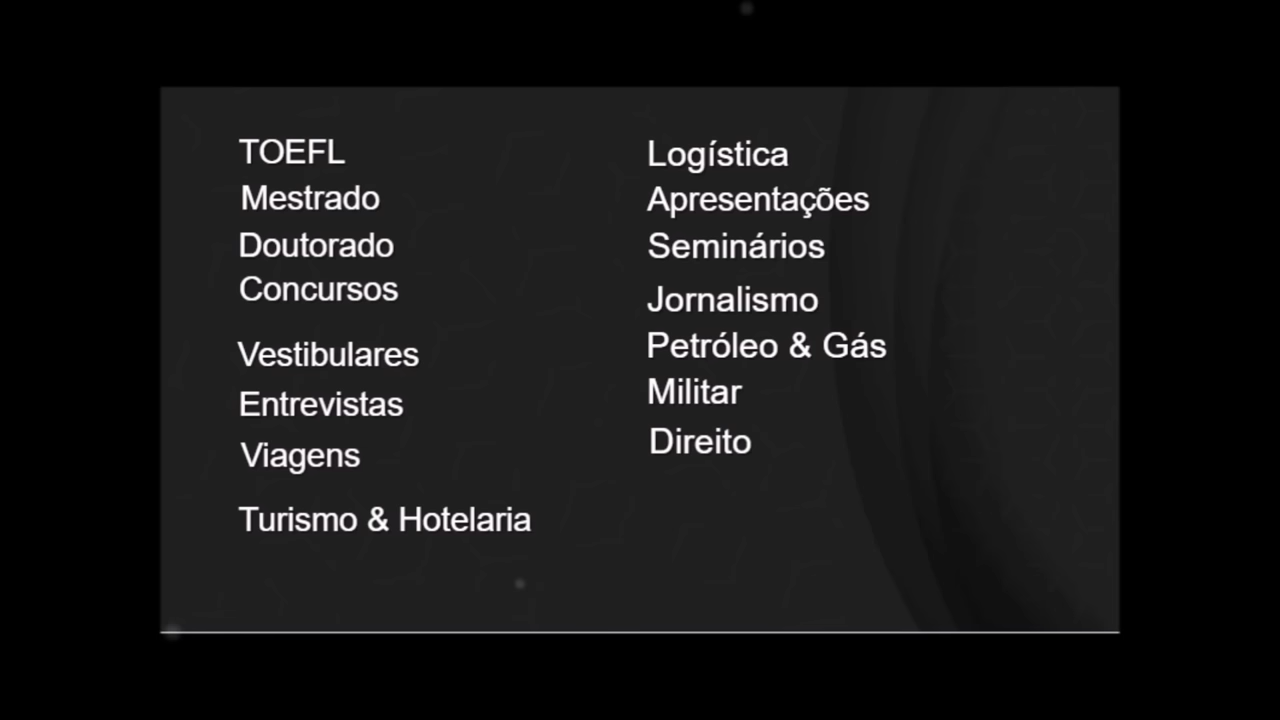 TOEFL
Mestrado
Doutorado
Concursos
Vestibulares
Entrevistas
Viagens
Turismo & Hotelaria
Logística
Apresentações
Seminários
Jornalismo
Petróleo & Gás
Militar
Direito